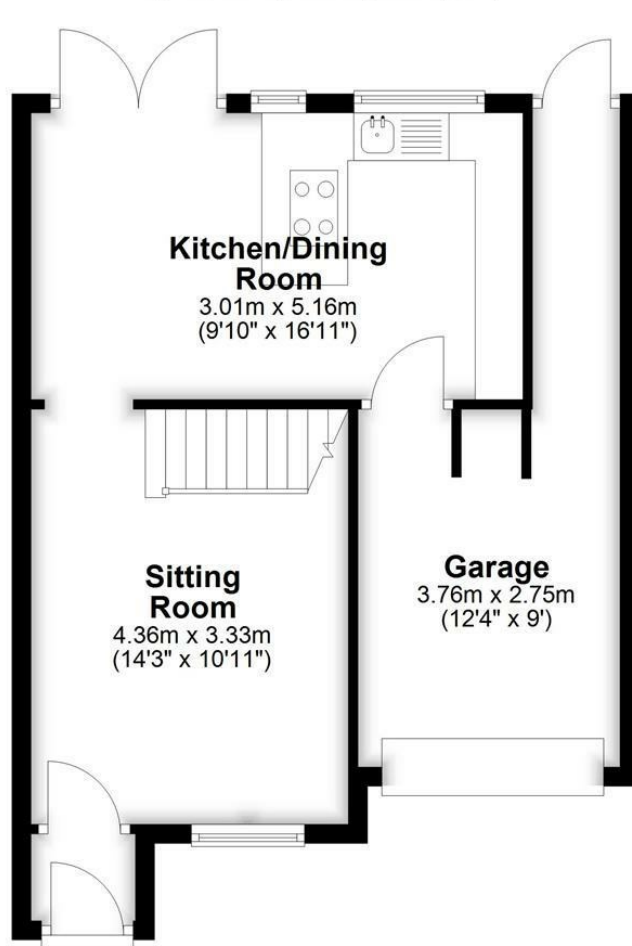 Kitchen/Dining
Room
3.01m x 5.16m
(9'10" x 16'11")
Sitting
Room
4.36m x 3.33m
(14'3" x 10'11")
Garage
3.76m x 2.75m
(12'4" x 9')